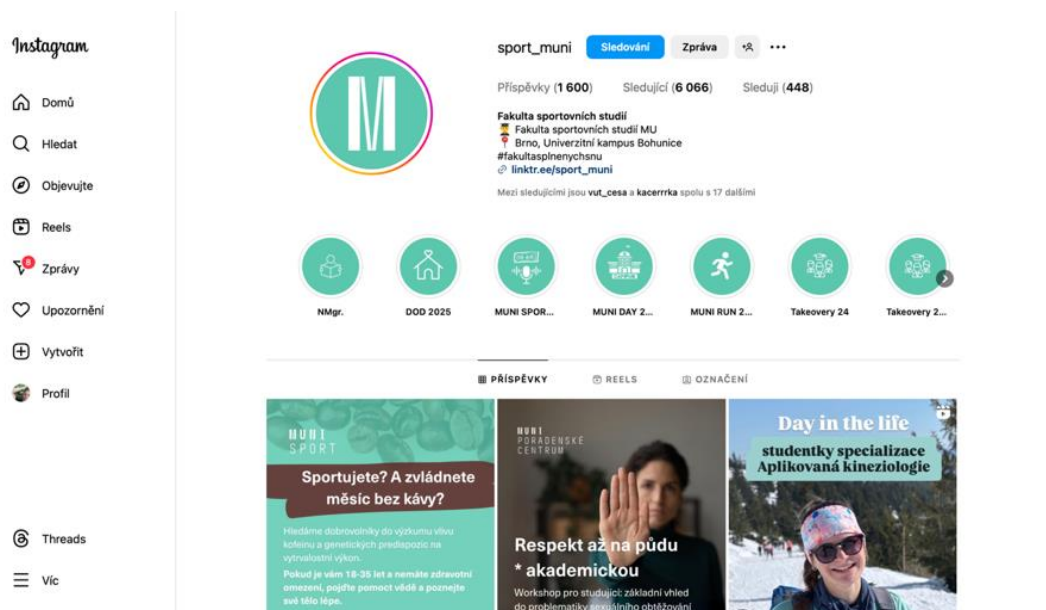 Instagram
Domů
Hledat
Objevujte
Reels
8
Zprávy
Upozornění
Vytvořit
Profil
Threads
Víc
M
sport_muni Sledování Zpráva
Příspěvky (1 600) Sledující (6 066) Sleduji (448)
Fakulta sportovních studií
Fakulta sportovních studií MU
Brno, Univerzitní kampus Bohunice
#fakultasplnenychsnu
linktr.ee/sport_muni
Mezi sledujícími jsou vut_cesa a kacerrrka spolu s 17 dalšími
NMgr. DOD 2025 MUNI SPOR... MUNI DAY 2... MUNI RUN 2... Takeovery 24 Takeovery 2...
PŘÍSPĚVKY REELS OZNAČENÍ
MUNI
SPORT
Sportujete? A zvládnete
měsíc bez kávy?
Hledáme dobrovolníky do výzkumu vlivu
kofeinu a genetických predispozic na
vytrvalostní výkon.
Pokud je vám 18-35 let a nemáte zdravotní
omezení, pojďte pomoct vědě a poznejte
své tělo lépe.
MUNI
PORADENSKÉ
CENTRUM
Respekt až na půdu
* akademickou
Workshop pro studující: základní vhled
do problematiky sexuálního obtěžování
Day in the life
studentky specializace
Aplikovaná kineziologie